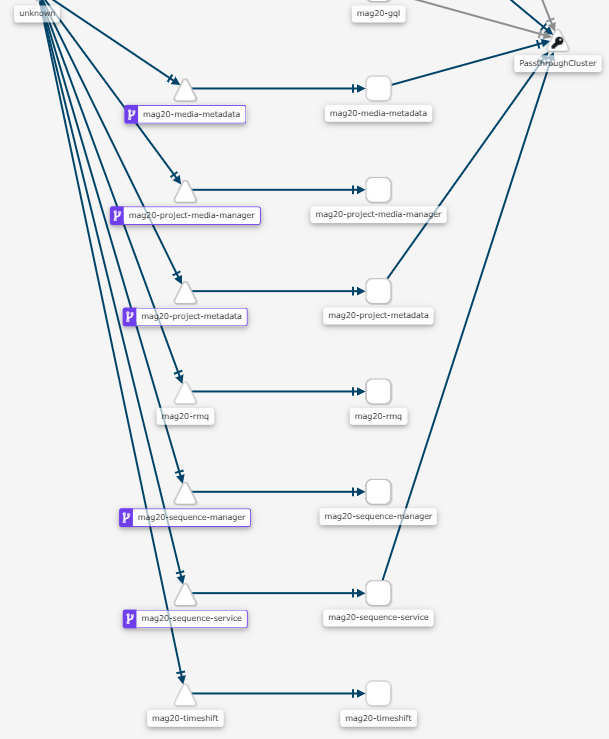 unknown
mag20-gql
PassthroughCluster
mag20-media-metadata
mag20-media-metadata
mag20-project-media-manager
mag20-project-media-manager
mag20-project-metadata
mag20-project-metadata
mag20-rmq
mag20-rmq
mag20-sequence-manager
mag20-sequence-manager
mag20-sequence-service
mag20-sequence-service
mag20-timeshift
mag20-timeshift